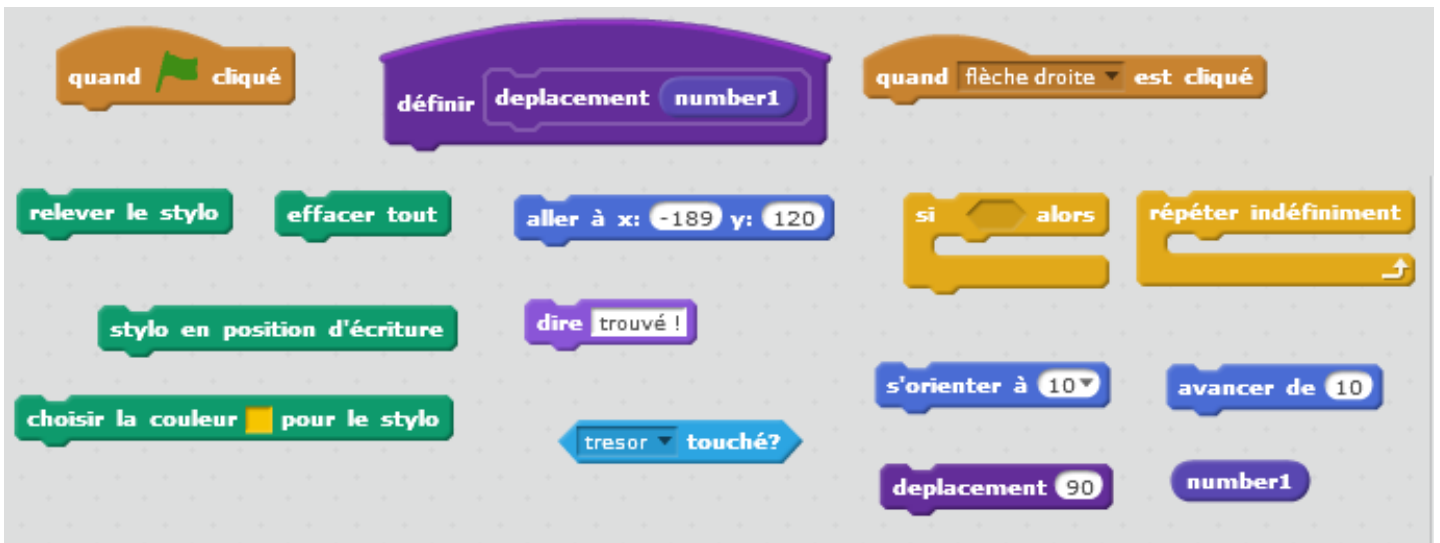 quand cliqué
définir deplacement number1
quand flèche droite est cliqué
relever le stylo
effacer tout
aller à x: -189 y: 120
si alors
répéter indéfiniment
stylo en position d'écriture
dire trouvé !
s'orienter à 10
avancer de 10
choisir la couleur pour le stylo
tresor touché?
deplacement 90
number1